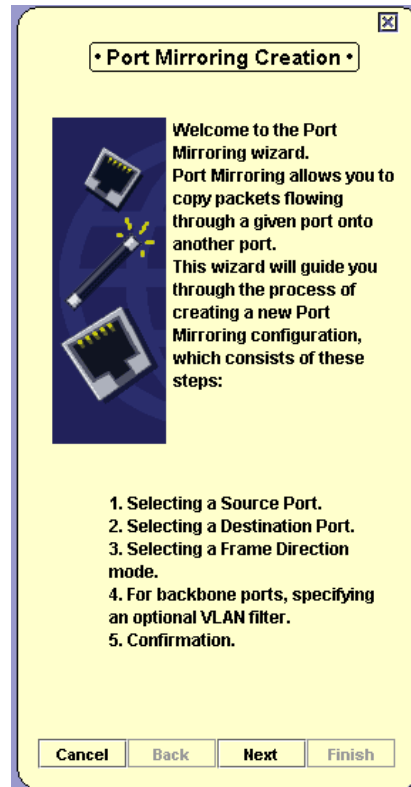 • Port Mirroring Creation •
Welcome to the Port
Mirroring wizard.
Port Mirroring allows you to
copy packets flowing
through a given port onto
another port.
This wizard will guide you
through the process of
creating a new Port
Mirroring configuration,
which consists of these
steps:
1. Selecting a Source Port.
2. Selecting a Destination Port.
3. Selecting a Frame Direction
mode.
4. For backbone ports, specifying
an optional VLAN filter.
5. Confirmation.
Cancel Back Next Finish